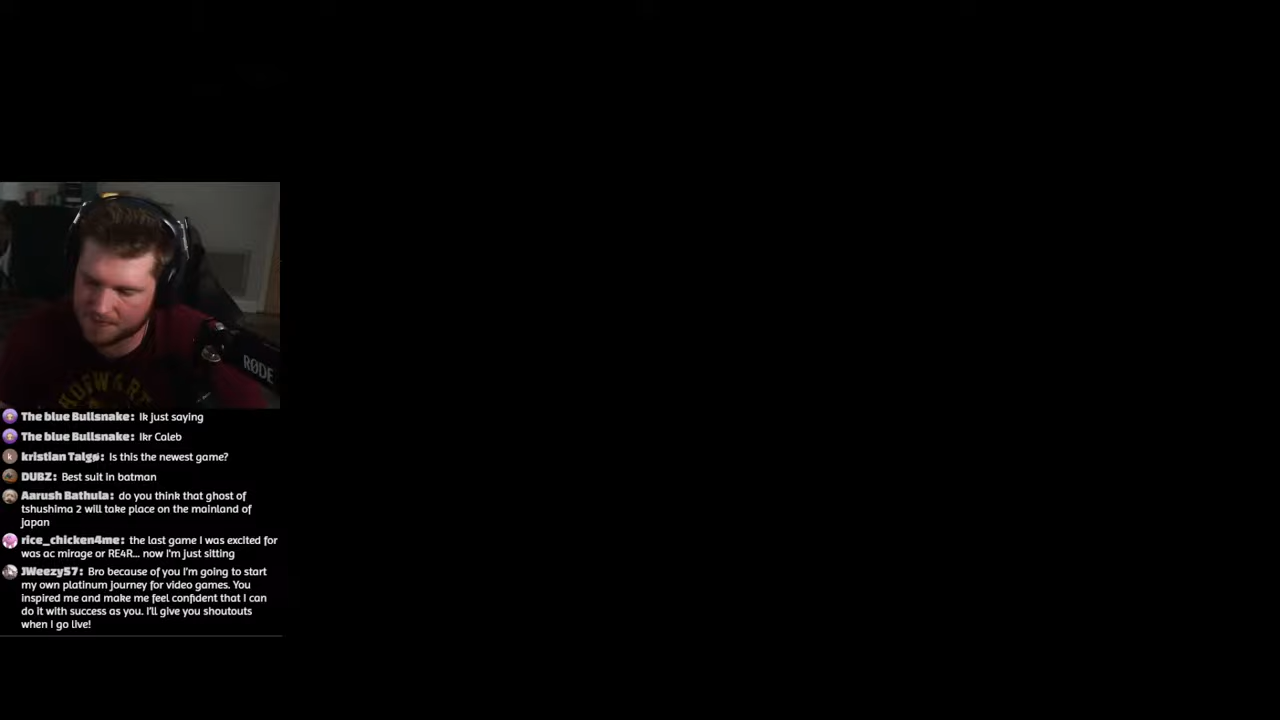 HOGWART
RØDE
The blue Bullsnake: Ik just saying
The blue Bullsnake: Ikr Caleb
kristian Talgø: Is this the newest game?
DUBZ: Best suit in batman
Aarush Bathula: do you think that ghost of
tshushima 2 will take place on the mainland of
japan
rice_chicken4me: the last game I was excited for
was ac mirage or RE4R... now I'm just sitting
JWeezy57: Bro because of you I'm going to start
my own platinum journey for video games. You
inspired me and make me feel confident that I can
do it with success as you. I'll give you shoutouts
when I go live!